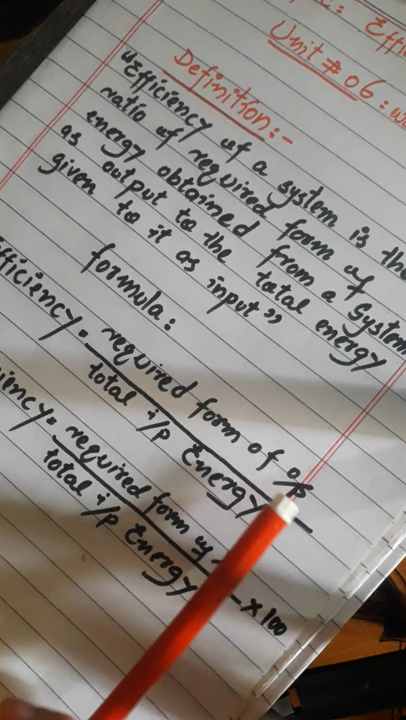 : Effi
Unit # 06 : W
Definition:-
"Efficiency of a system is the
ratio of required form of
energy obtained from a system
as output to the total energy
given to it as input"
formula:
Efficiency = required form of o/p
total i/p Energy
iency = required form of
total i/p Energy × 100